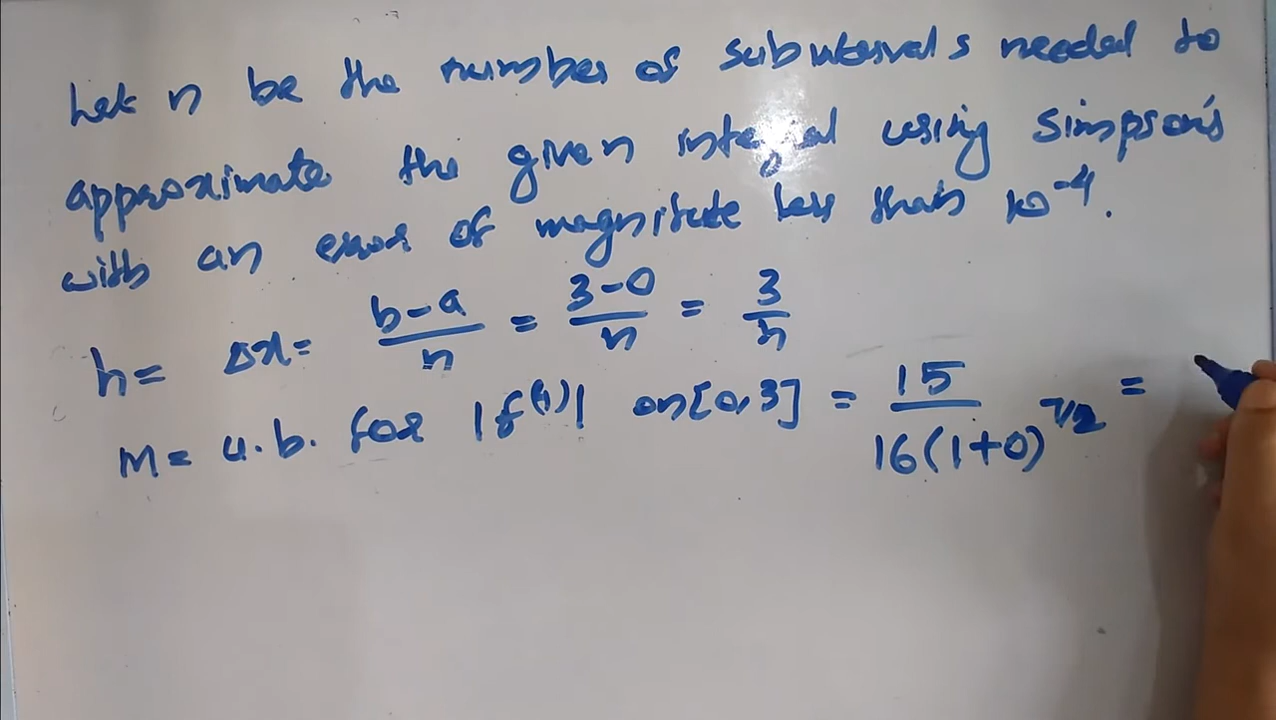 Let n be the number of subintervals needed to
approximate the given integral using Simpson's
with an error of magnitute less than 10^-4.
h = Δx = (b-a)/n = (3-0)/n = 3/n
M = u.b. for |f^(4)| on [0,3] = 15/(16(1+0)^(7/2)) =